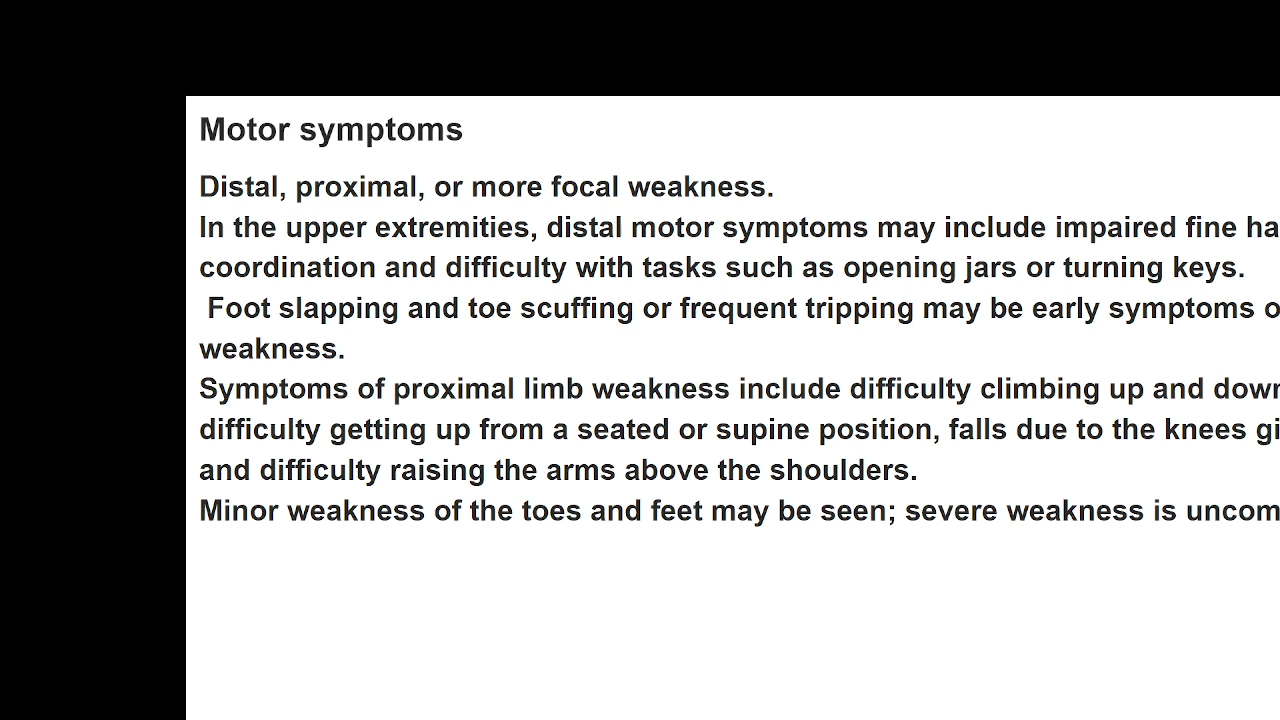 Motor symptoms
Distal, proximal, or more focal weakness.
In the upper extremities, distal motor symptoms may include impaired fine
coordination and difficulty with tasks such as opening jars or turning keys.
Foot slapping and toe scuffing or frequent tripping may be early symptoms
weakness.
Symptoms of proximal limb weakness include difficulty climbing up and down
difficulty getting up from a seated or supine position, falls due to the knees
and difficulty raising the arms above the shoulders.
Minor weakness of the toes and feet may be seen; severe weakness is